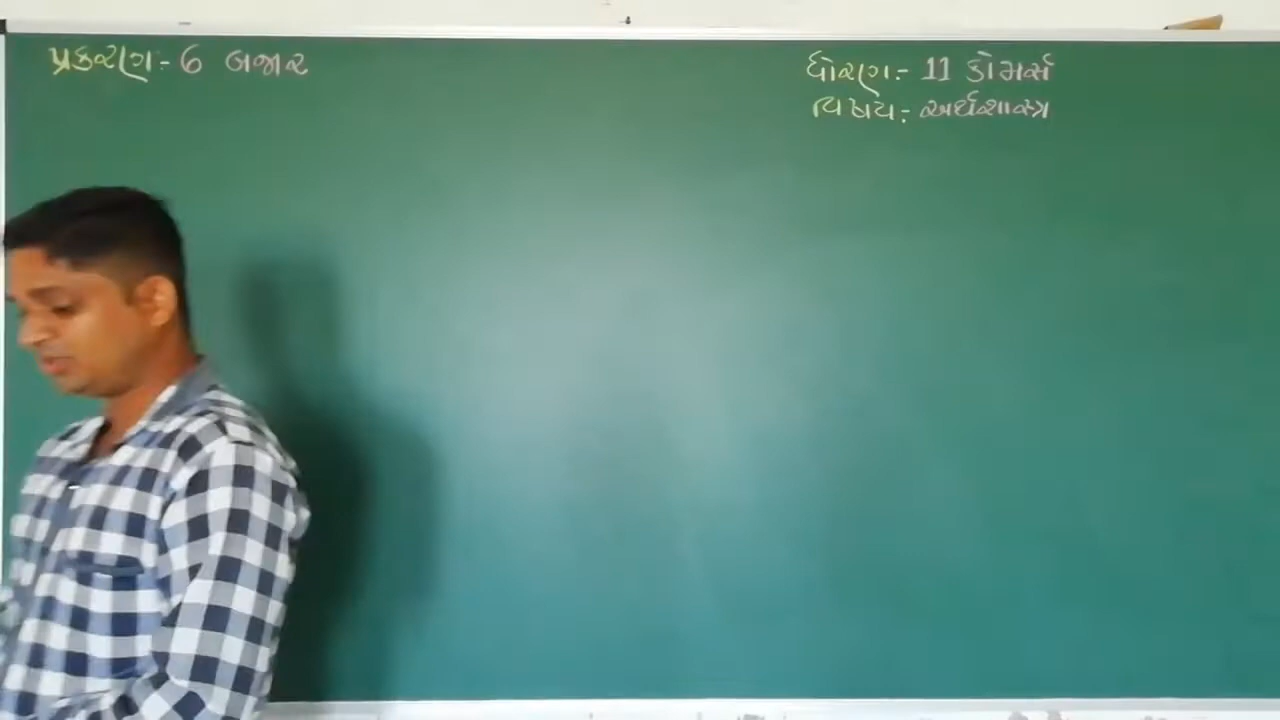 પ્રકરણ:- 6 બજાર
ધોરણ:- 11 કોમર્સ
વિષય:- અર્થશાસ્ત્ર